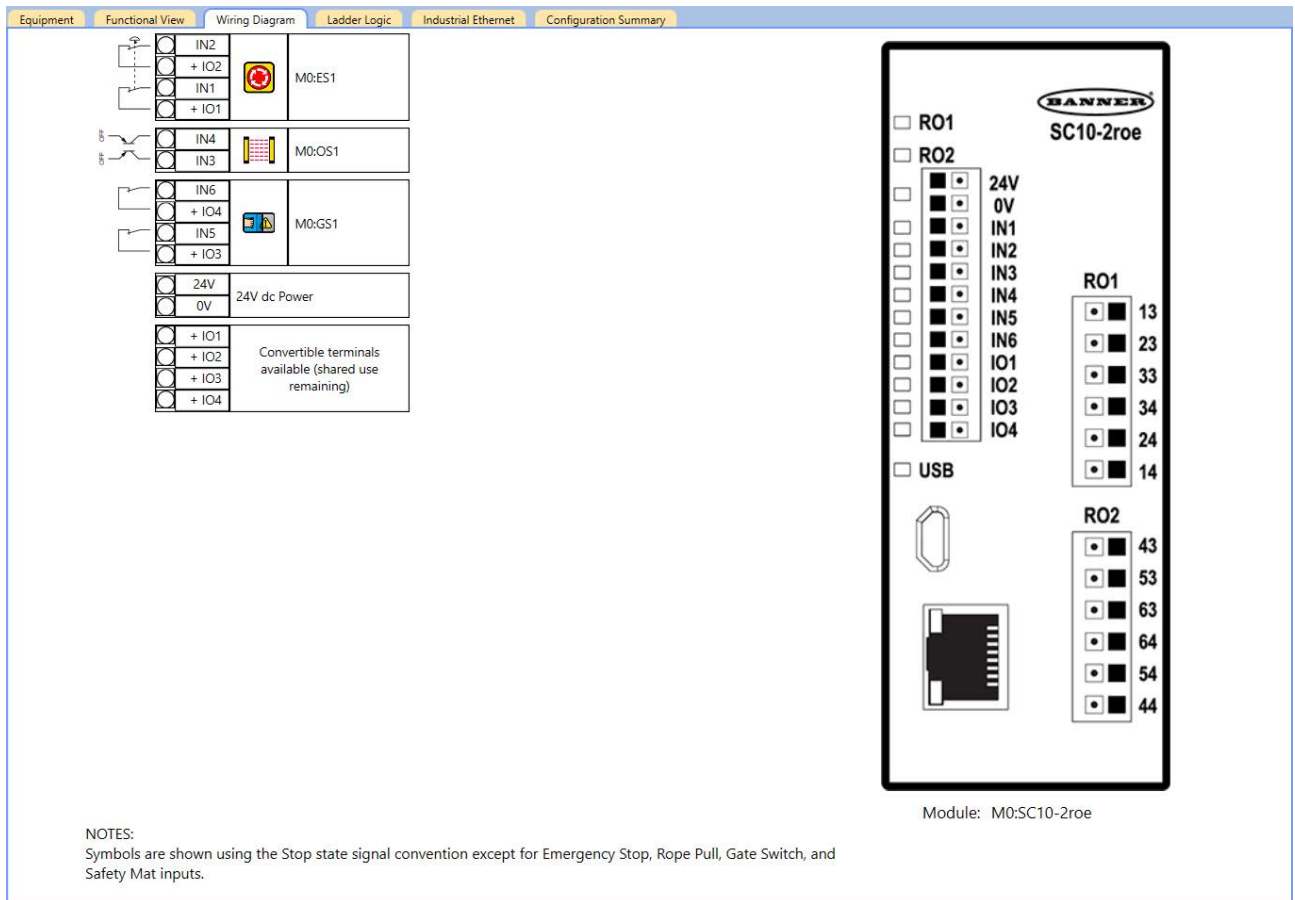 Equipment
Functional View
Wiring Diagram
Ladder Logic
Industrial Ethernet
Configuration Summary
IN2
+ IO2
IN1
+ IO1
M0:ES1
OFF
OFF
IN4
IN3
M0:OS1
IN6
+ IO4
IN5
+ IO3
M0:GS1
24V
0V
24V dc Power
+ IO1
+ IO2
+ IO3
+ IO4
Convertible terminals
available (shared use
remaining)
BANNER
SC10-2roe
RO1
RO2
24V
0V
IN1
IN2
IN3
IN4
IN5
IN6
IO1
IO2
IO3
IO4
USB
RO1
13
23
33
34
24
14
RO2
43
53
63
64
54
44
Module: M0:SC10-2roe
NOTES:
Symbols are shown using the Stop state signal convention except for Emergency Stop, Rope Pull, Gate Switch, and
Safety Mat inputs.